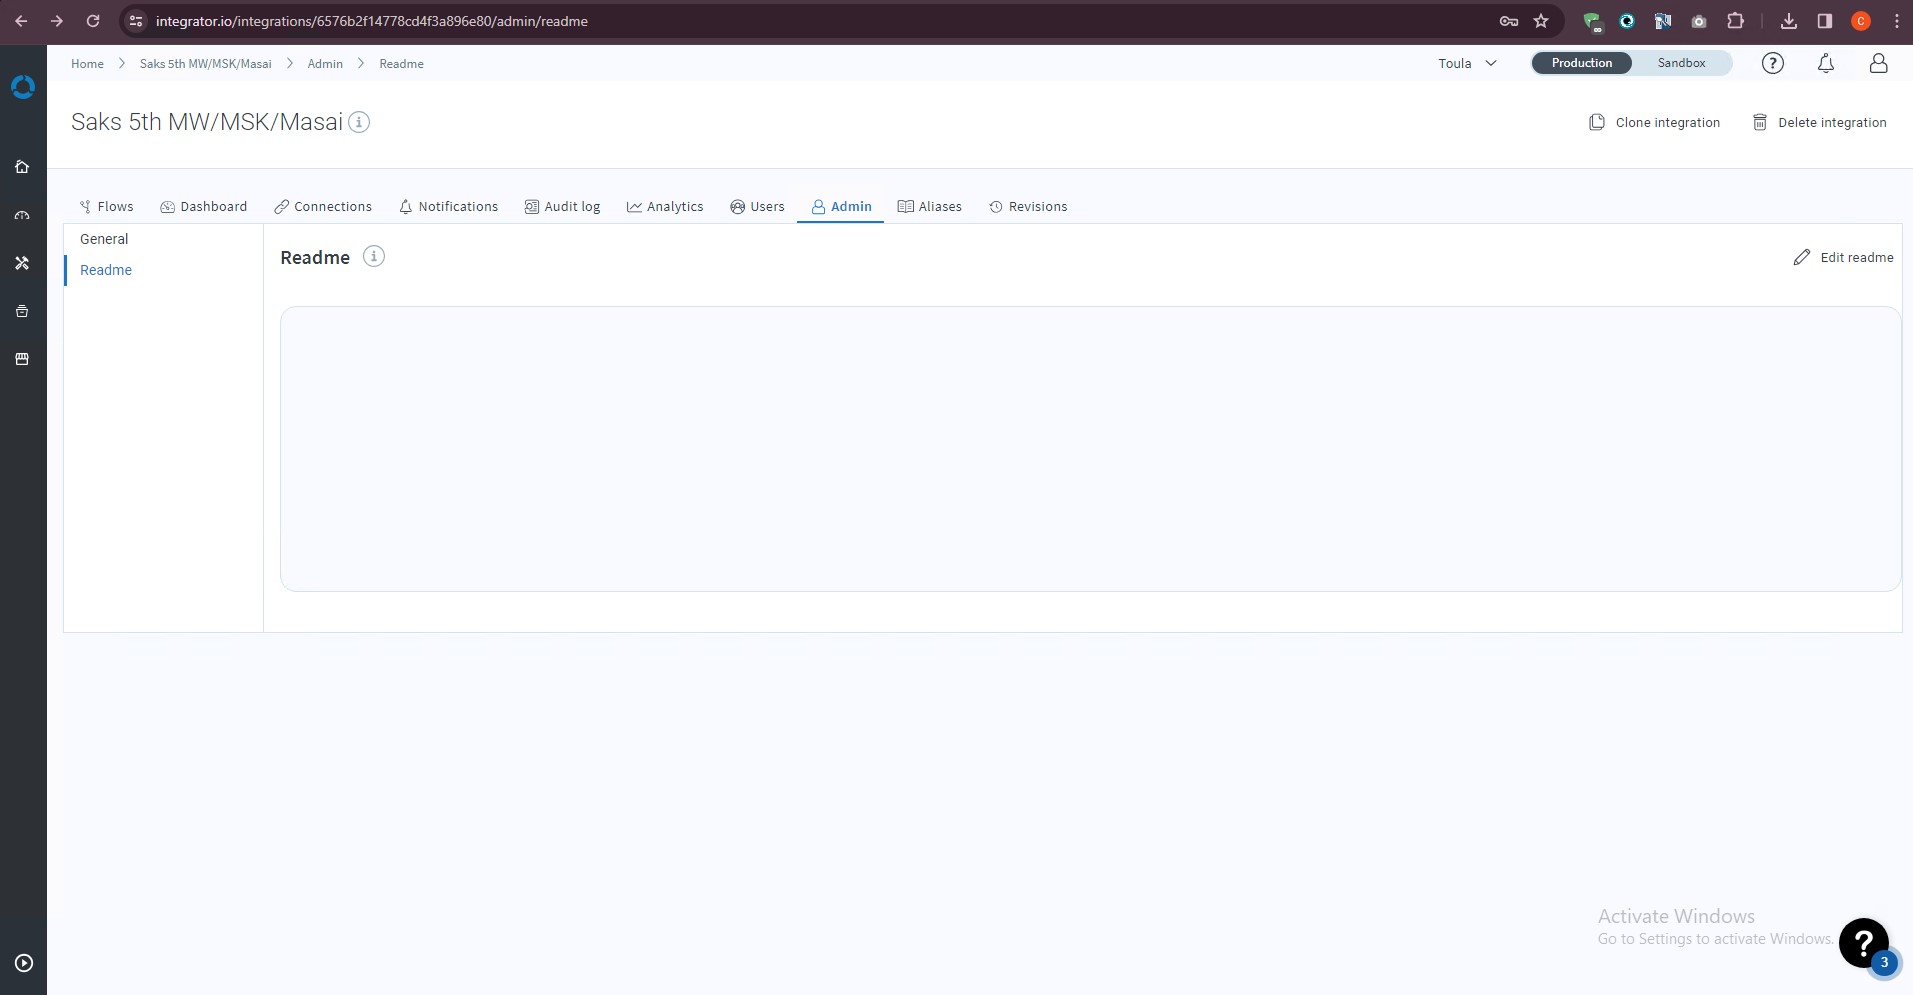 integrator.io/integrations/6576b2f14778cd4f3a896e80/admin/readme
C
Home Saks 5th MW/MSK/Masai Admin Readme
Toula Production Sandbox
Saks 5th MW/MSK/Masai
Clone integration Delete integration
Flows Dashboard Connections Notifications Audit log Analytics Users Admin Aliases Revisions
General
Readme
Readme
Edit readme
Activate Windows
Go to Settings to activate Windows.
?
3